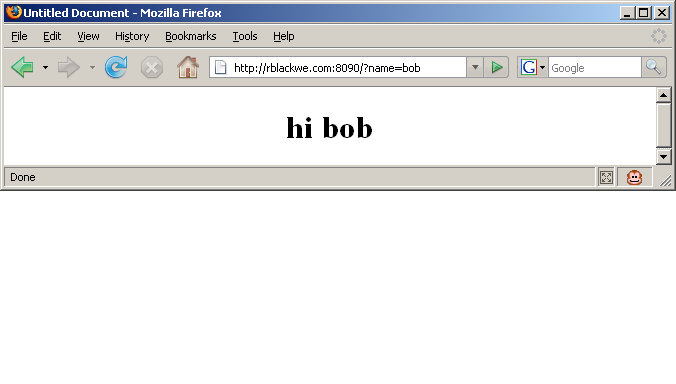 Untitled Document - Mozilla Firefox
File Edit View History Bookmarks Tools Help
http://rblackwe.com:8090/?name=bob G Google
hi bob
Done